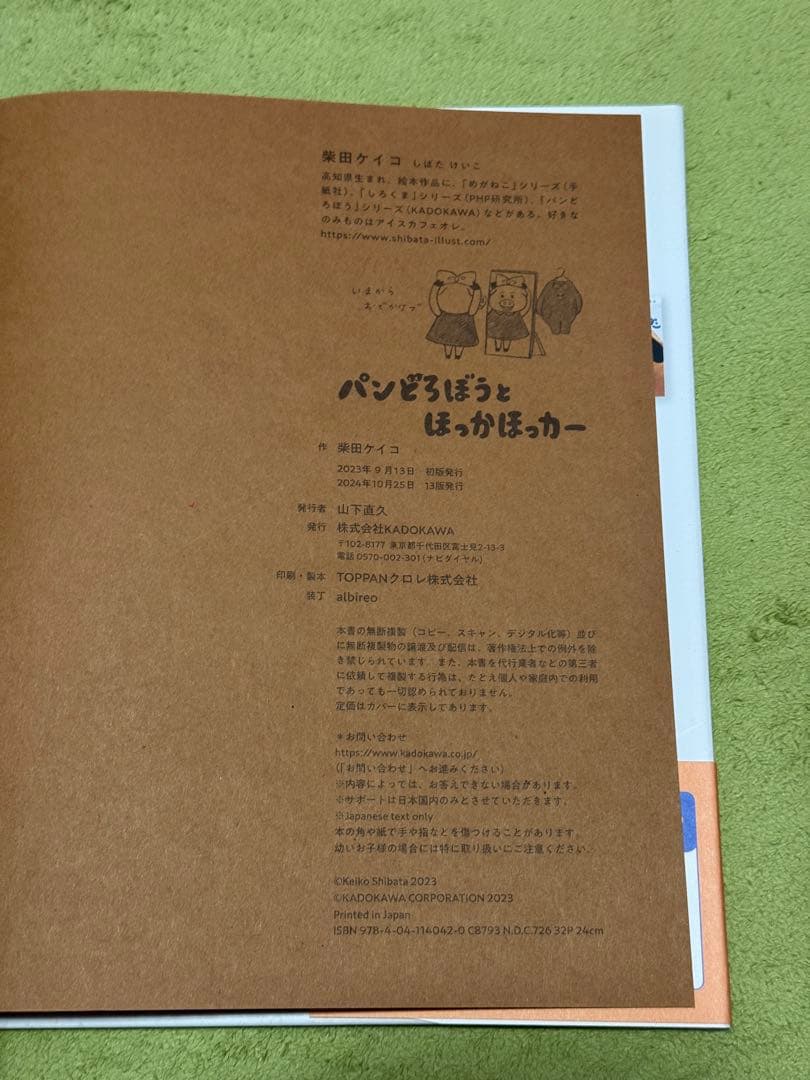 柴田ケイコ しばた けいこ
高知県生まれ。絵本作品に、「めがねこ」シリーズ(手
紙社)、「しろくま」シリーズ(PHP研究所)、「パンど
ろぼう」シリーズ(KADOKAWA)などがある。好きな
のみものはアイスカフェオレ。
https://www.shibata-illust.com/
いまから
おでかけブ
パンどろぼうと
ほっかほっカー
作 柴田ケイコ
2023年 9月13日 初版発行
2024年10月25日 13版発行
発行者 山下直久
発行 株式会社KADOKAWA
〒102-8177 東京都千代田区富士見2-13-3
電話 0570-002-301(ナビダイヤル)
印刷・製本 TOPPANクロレ株式会社
装丁 albireo
本書の無断複製(コピー、スキャン、デジタル化等)並び
に無断複製物の譲渡及び配信は、著作権法上での例外を除
き禁じられています。また、本書を代行業者などの第三者
に依頼して複製する行為は、たとえ個人や家庭内での利用
であっても一切認められておりません。
定価はカバーに表示してあります。
*お問い合わせ
https://www.kadokawa.co.jp/
(「お問い合わせ」へお進みください)
※内容によっては、お答えできない場合があります。
※サポートは日本国内のみとさせていただきます。
※Japanese text only
本の角や紙で手や指などを傷つけることがあります。
幼いお子様の場合には特に取り扱いにご注意ください。
©Keiko Shibata 2023
©KADOKAWA CORPORATION 2023
Printed in Japan
ISBN 978-4-04-114042-0 C8793 N.D.C.726 32P 24cm